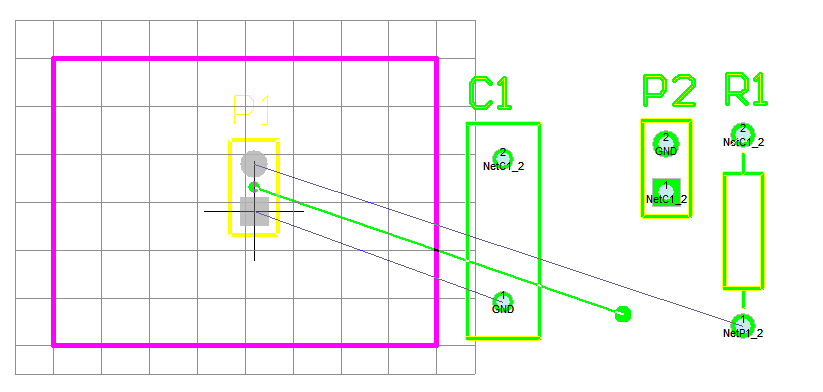 P1
C1
P2
R1
2
NetC1_2
1
GND
2
GND
1
NetC1_2
2
NetC1_2
1
NetP1_2